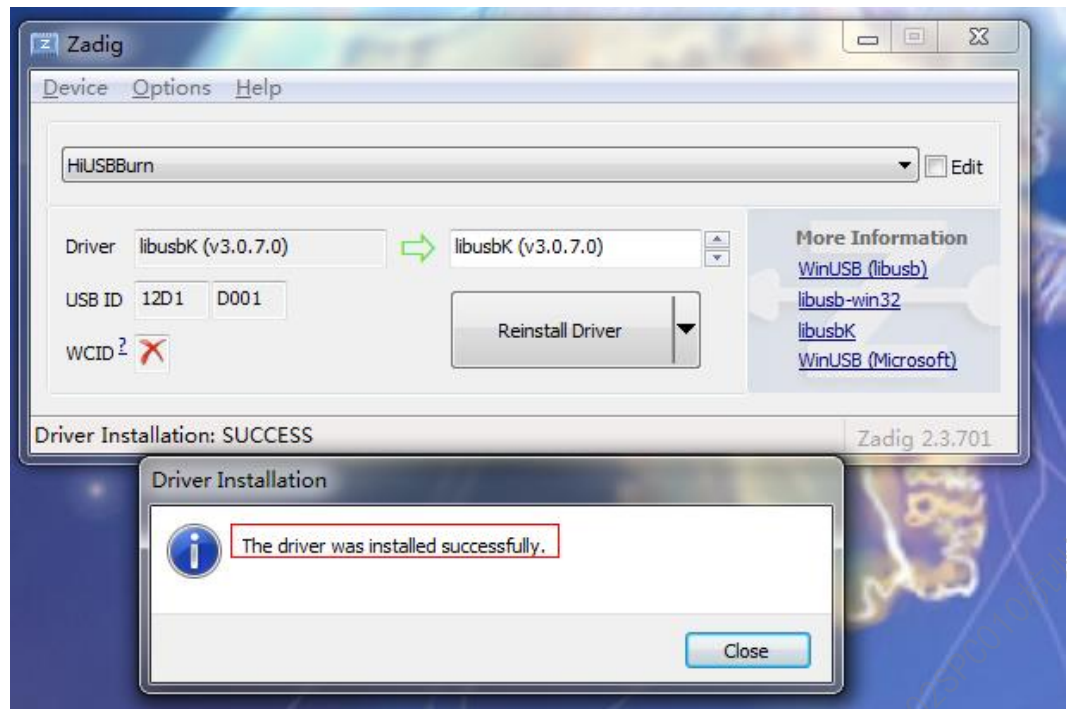 Zadig
Device Options Help
HiUSBBurn Edit
Driver libusbK (v3.0.7.0) libusbK (v3.0.7.0)
USB ID 12D1 D001
WCID ?
Reinstall Driver
More Information
WinUSB (libusb)
libusb-win32
libusbK
WinUSB (Microsoft)
Driver Installation: SUCCESS Zadig 2.3.701
Driver Installation
The driver was installed successfully.
Close